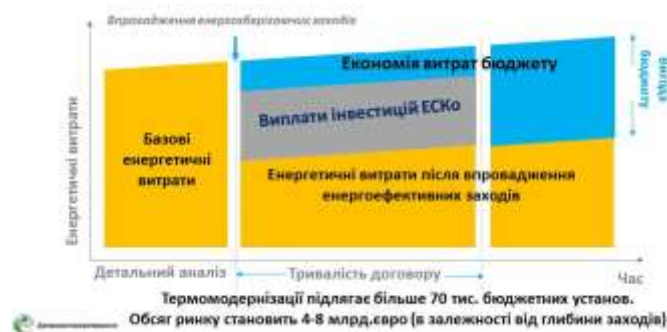 Впровадження енергозберігаючих заходів
Енергетичні витрати
Базові
енергетичні
витрати
Економія витрат бюджету
Виплати інвестицій ЕСКо
Енергетичні витрати після впровадження
енергоефективних заходів
Вигода
бюджету
Детальний аналіз
Тривалість договору
Час
Термомодернізації підлягає більше 70 тис. бюджетних установ.
Обсяг ринку становить 4-8 млрд.євро (в залежності від глибини заходів)